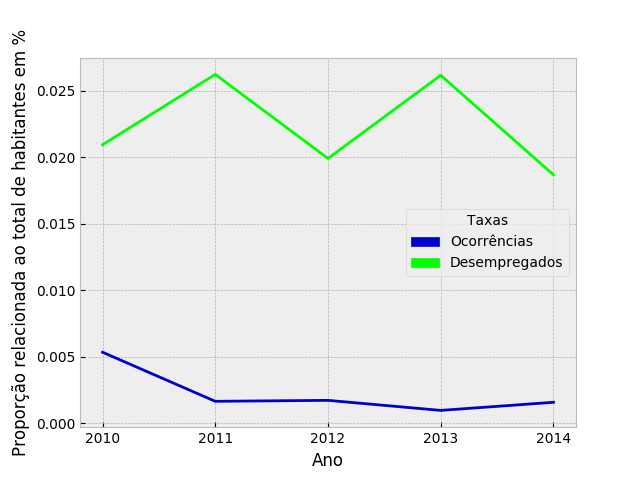 Proporção relacionada ao total de habitantes em %
0.025
0.020
0.015
0.010
0.005
0.000
Taxas
Ocorrências
Desempregados
2010 2011 2012 2013 2014
Ano